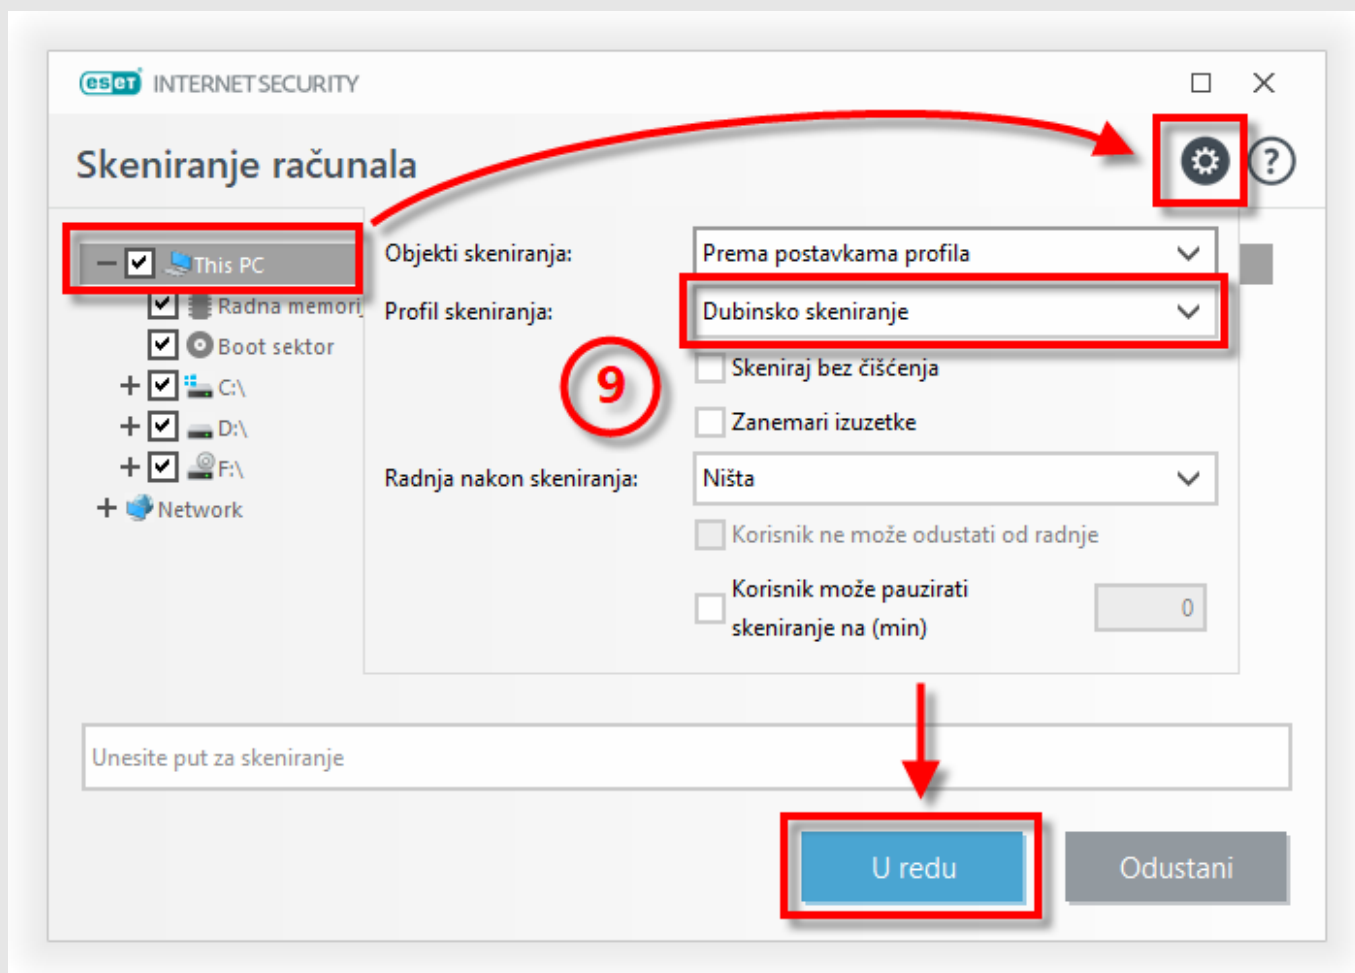 eset INTERNET SECURITY
Skeniranje računala
?
This PC
Radna memorij
Boot sektor
C:\
D:\
F:\
Network
Objekti skeniranja:
Prema postavkama profila
Profil skeniranja:
Dubinsko skeniranje
9
Skeniraj bez čišćenja
Zanemari izuzetke
Radnja nakon skeniranja:
Ništa
Korisnik ne može odustati od radnje
Korisnik može pauzirati
skeniranje na (min)
0
Unesite put za skeniranje
U redu
Odustani